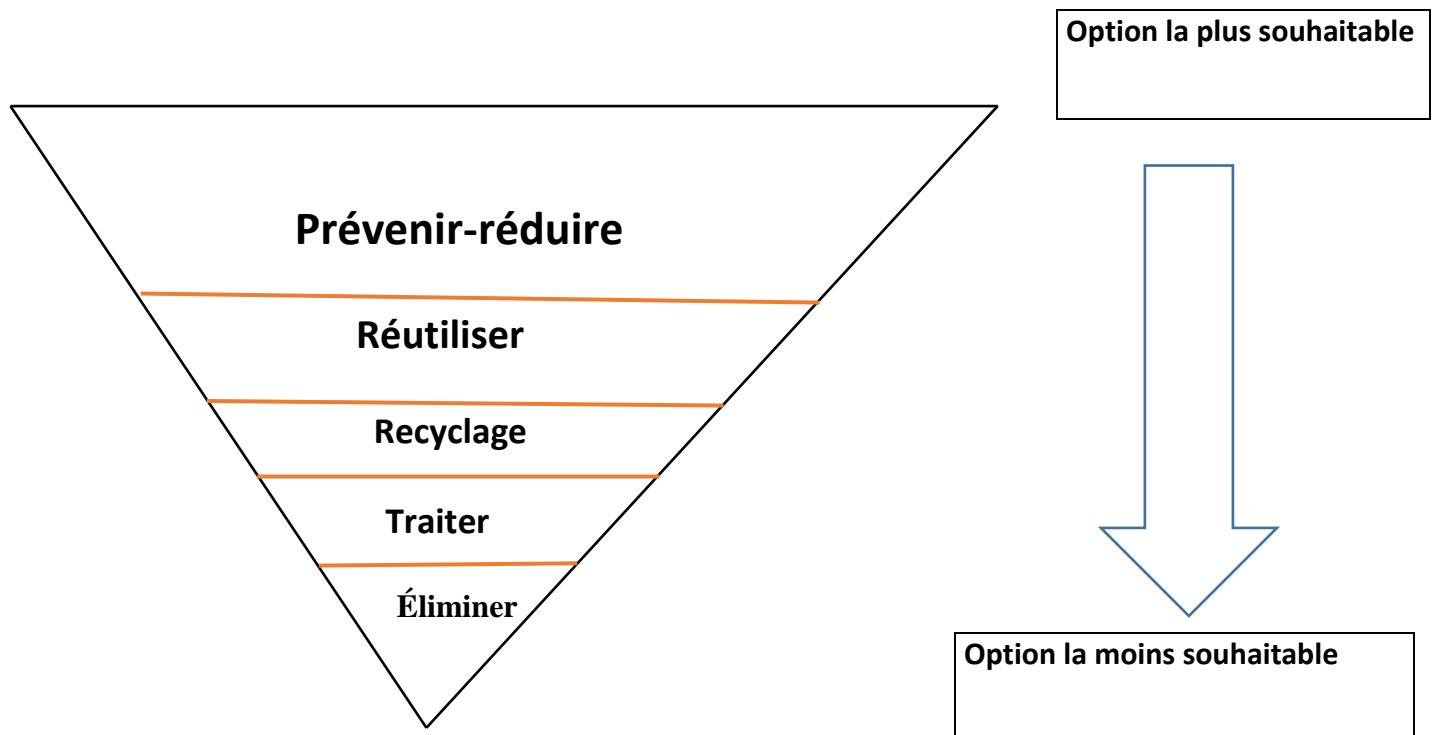 Option la plus souhaitable
Prévenir-réduire
Réutiliser
Recyclage
Traiter
Éliminer
Option la moins souhaitable